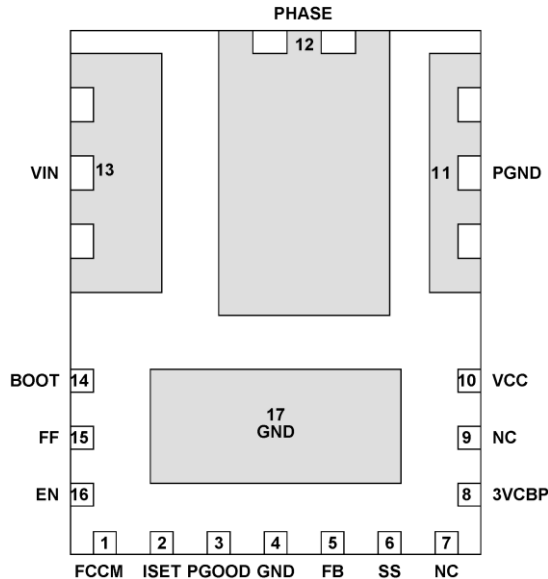 PHASE
12
VIN 13 11 PGND
BOOT 14 10 VCC
17
GND
FF 15 9 NC
EN 16 8 3VCBP
1 2 3 4 5 6 7
FCCM ISET PGOOD GND FB SS NC